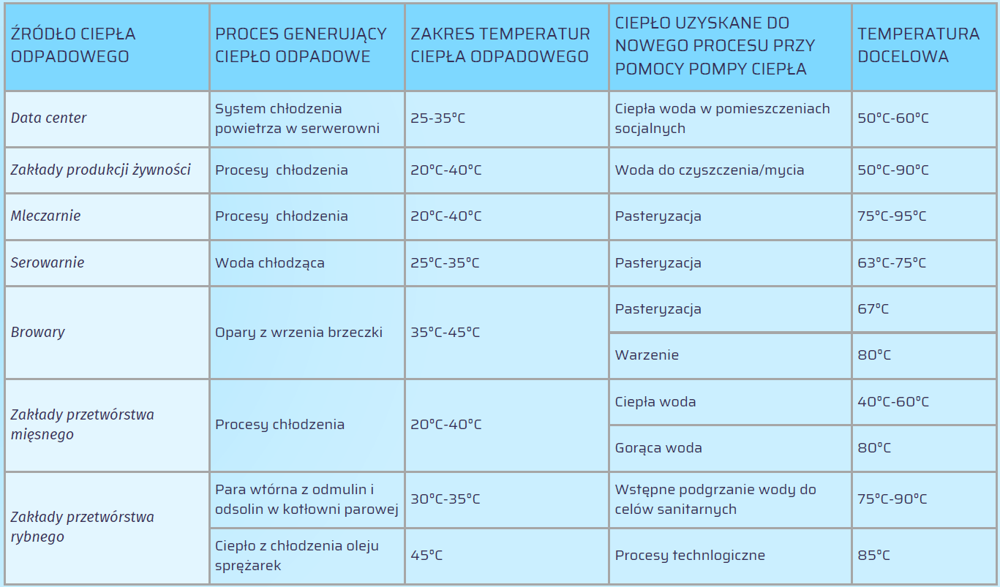 ŹRÓDŁO CIEPŁA
ODPADOWEGO
PROCES GENERUJĄCY
CIEPŁO ODPADOWE
ZAKRES TEMPERATUR
CIEPŁA ODPADOWEGO
CIEPŁO UZYSKANE DO
NOWEGO PROCESU PRZY
POMOCY POMPY CIEPŁA
TEMPERATURA
DOCELOWA
Data center
System chłodzenia
powietrza w serwerowni
25-35°C
Ciepła woda w pomieszczeniach
socjalnych
50°C-60°C
Zakłady produkcji żywności
Procesy  chłodzenia
20°C-40°C
Woda do czyszczenia/mycia
50°C-90°C
Mleczarnie
Procesy  chłodzenia
20°C-40°C
Pasteryzacja
75°C-95°C
Serowarnie
Woda chłodząca
25°C-35°C
Pasteryzacja
63°C-75°C
Browary
Opary z wrzenia brzeczki
35°C-45°C
Pasteryzacja
67°C
Warzenie
80°C
Zakłady przetwórstwa
mięsnego
Procesy chłodzenia
20°C-40°C
Ciepła woda
40°C-60°C
Gorąca woda
80°C
Zakłady przetwórstwa
rybnego
Para wtórna z odmulin i
odsolin w kotłowni parowej
30°C-35°C
Wstępne podgrzanie wody do
celów sanitarnych
75°C-90°C
Ciepło z chłodzenia oleju
sprężarek
45°C
Procesy technlogiczne
85°C